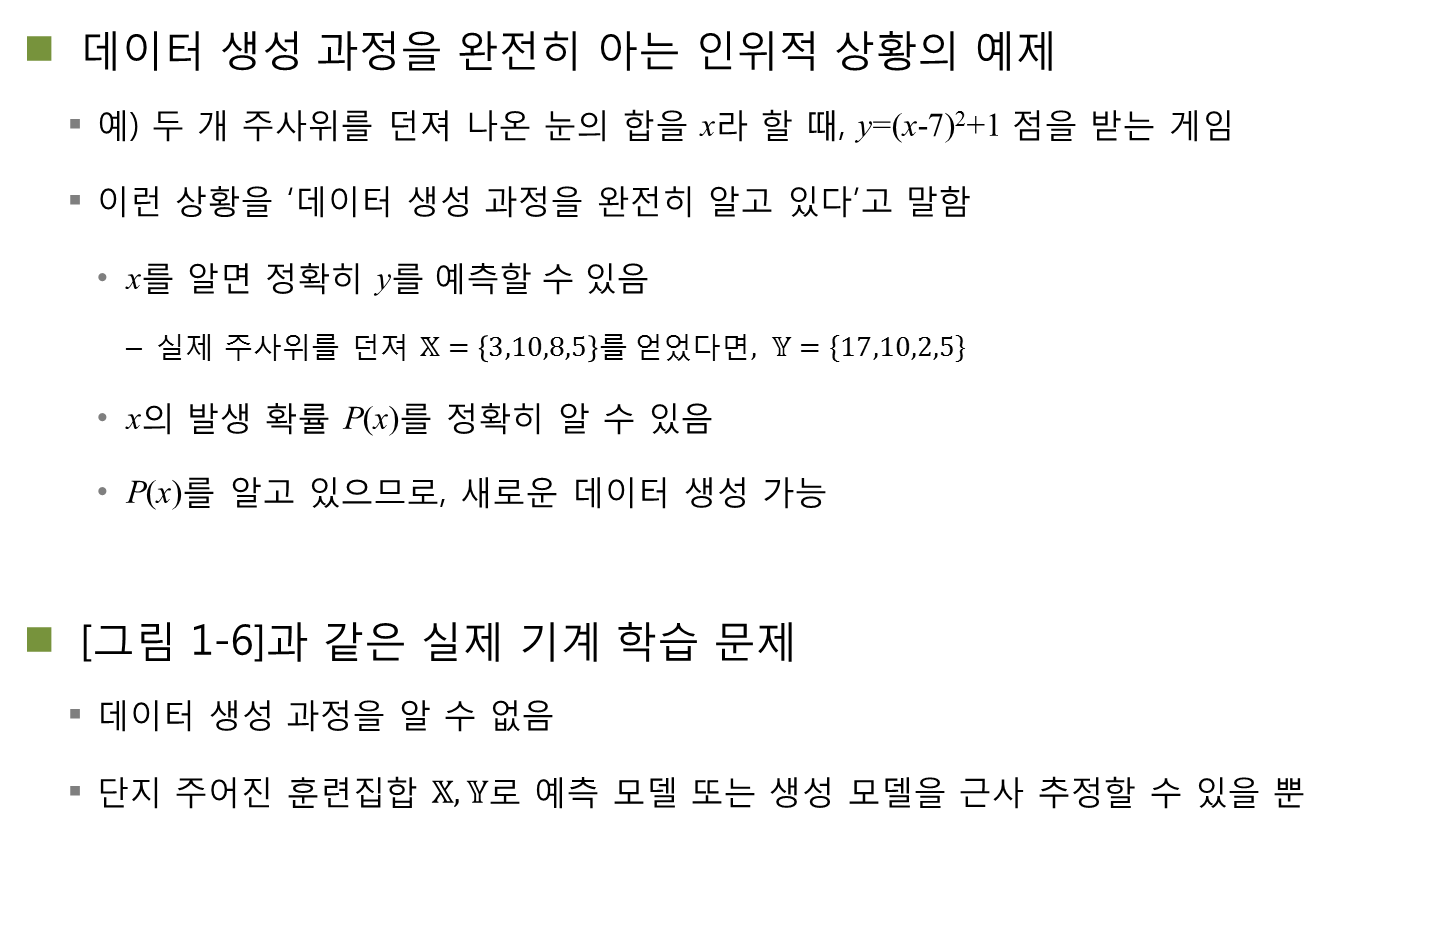 ■ 데이터 생성 과정을 완전히 아는 인위적 상황의 예제
▪ 예) 두 개 주사위를 던져 나온 눈의 합을 x라 할 때, y=(x-7)²+1 점을 받는 게임
▪ 이런 상황을 ‘데이터 생성 과정을 완전히 알고 있다’고 말함
• x를 알면 정확히 y를 예측할 수 있음
– 실제 주사위를 던져 𝕏 = {3,10,8,5}를 얻었다면, 𝕐 = {17,10,2,5}
• x의 발생 확률 P(x)를 정확히 알 수 있음
• P(x)를 알고 있으므로, 새로운 데이터 생성 가능
■ [그림 1-6]과 같은 실제 기계 학습 문제
▪ 데이터 생성 과정을 알 수 없음
▪ 단지 주어진 훈련집합 𝕏, 𝕐로 예측 모델 또는 생성 모델을 근사 추정할 수 있을 뿐